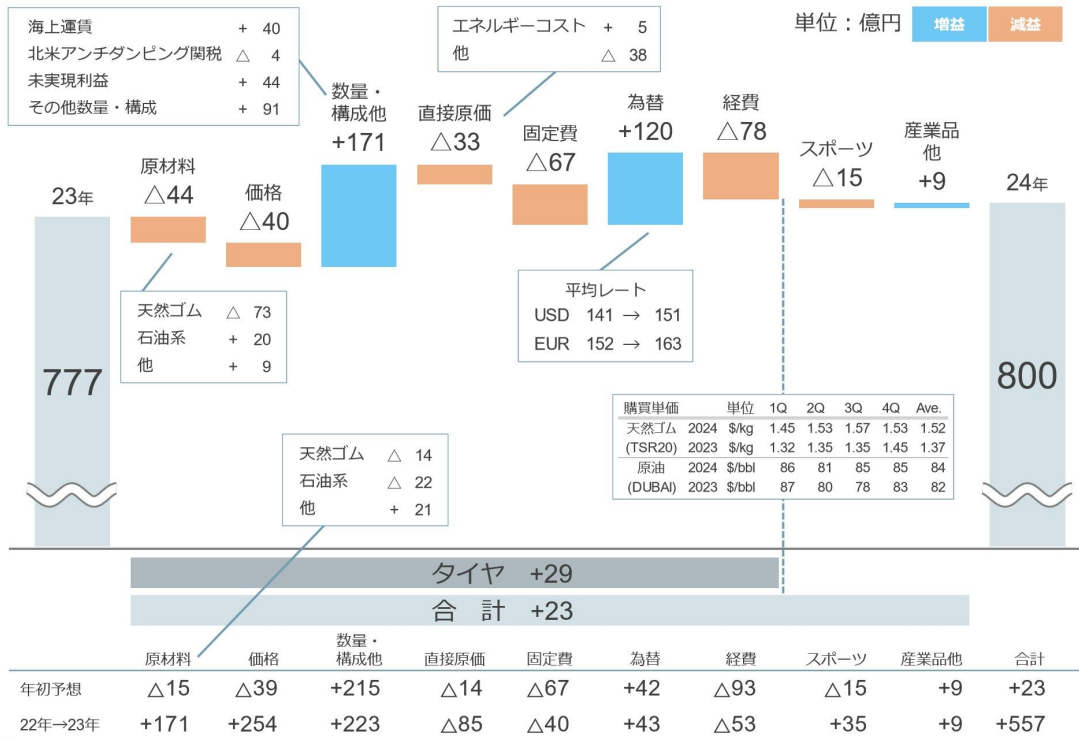 単位：億円 増益 減益
海上運賃 + 40
北米アンチダンピング関税 △ 4
未実現利益 + 44
その他数量・構成 + 91
エネルギーコスト + 5
他 △ 38
23年
777
原材料
△44
価格
△40
数量・
構成他
+171
直接原価
△33
固定費
△67
為替
+120
経費
△78
スポーツ
△15
産業品
他
+9
24年
800
天然ゴム △ 73
石油系 + 20
他 + 9
平均レート
USD 141 → 151
EUR 152 → 163
購買単価 単位 1Q 2Q 3Q 4Q Ave.
天然ゴム 2024 $/kg 1.45 1.53 1.57 1.53 1.52
(TSR20) 2023 $/kg 1.32 1.35 1.35 1.45 1.37
原油 2024 $/bbl 86 81 85 85 84
(DUBAI) 2023 $/bbl 87 80 78 83 82
天然ゴム △ 14
石油系 △ 22
他 + 21
タイヤ +29
合 計 +23
原材料 価格 数量・
構成他 直接原価 固定費 為替 経費 スポーツ 産業品他 合計
年初予想 △15 △39 +215 △14 △67 +42 △93 △15 +9 +23
22年→23年 +171 +254 +223 △85 △40 +43 △53 +35 +9 +557